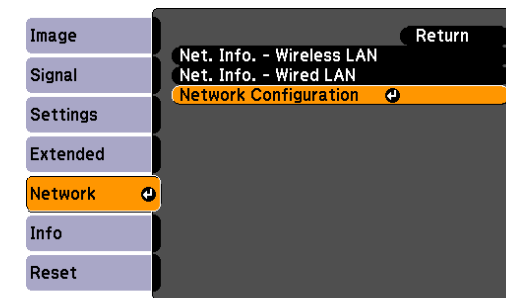 Image
Signal
Settings
Extended
Network
Info
Reset
Return
Net. Info. - Wireless LAN
Net. Info. - Wired LAN
Network Configuration